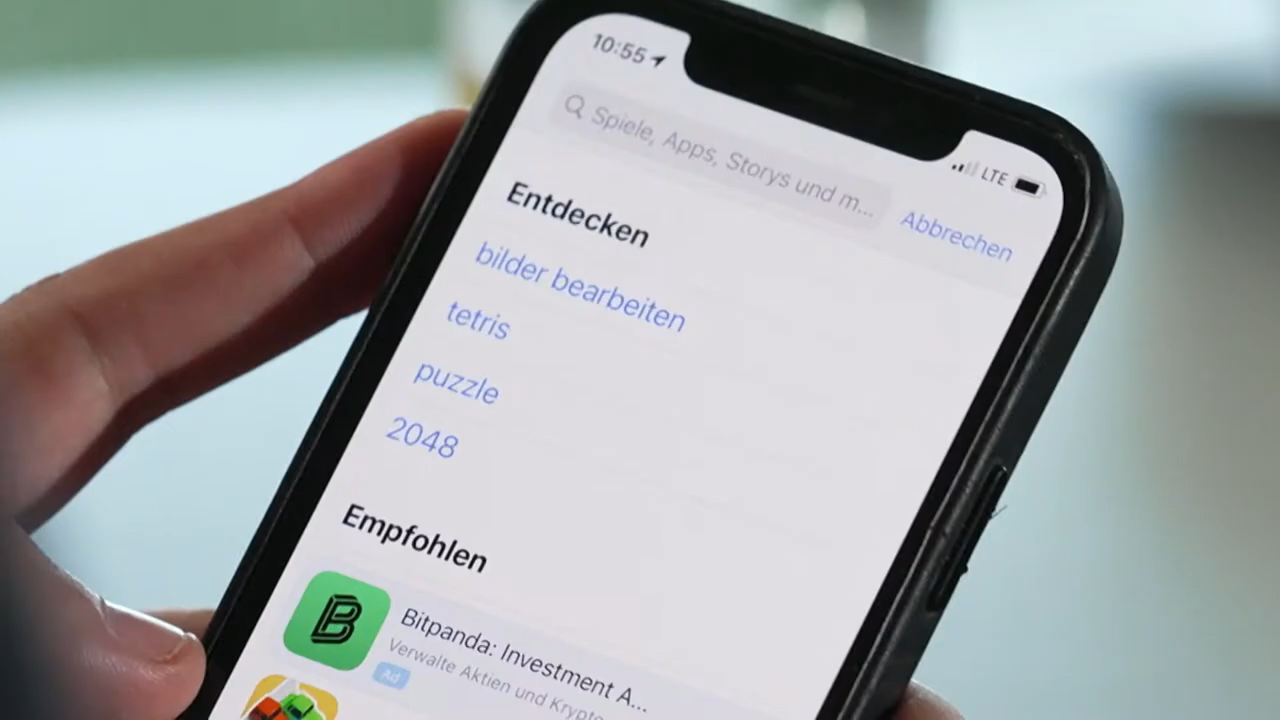 10:55
LTE
Spiele, Apps, Storys und m...
Abbrechen
Entdecken
bilder bearbeiten
tetris
puzzle
2048
Empfohlen
B
Bitpanda: Investment A...
Verwalte Aktien und Krypto
Ad